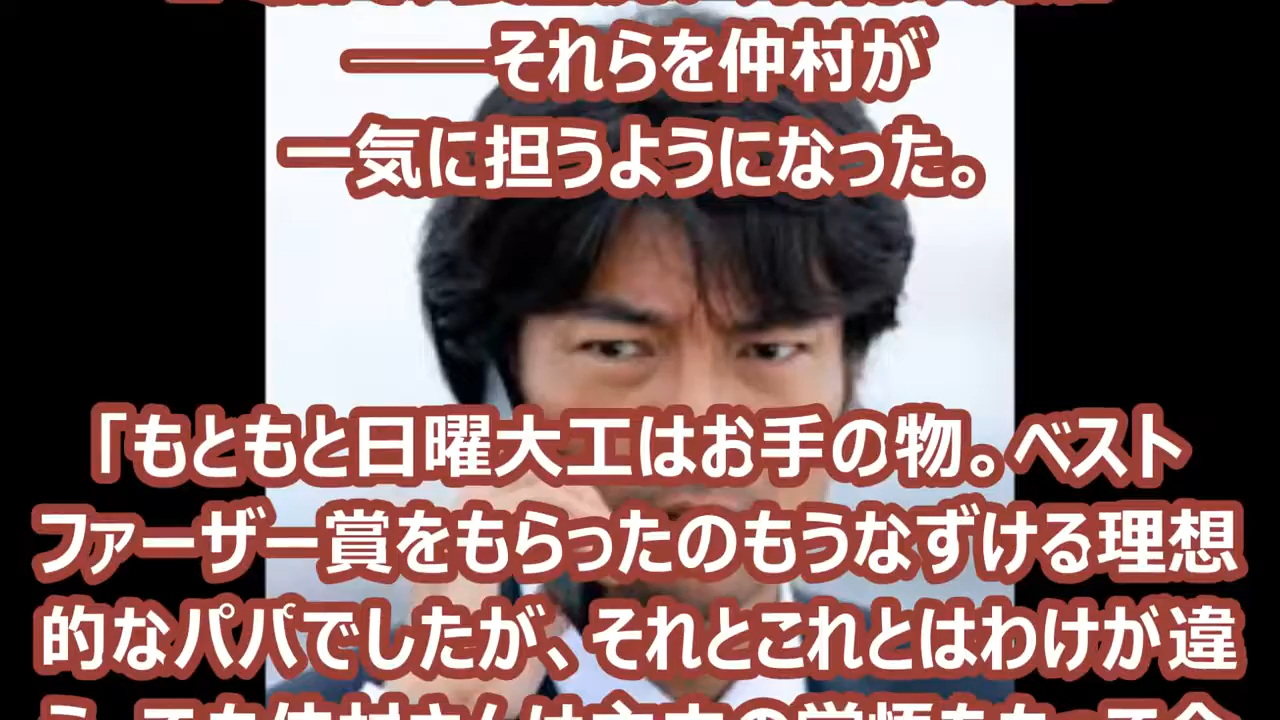 ――それらを仲村が
一気に担うようになった。
「もともと日曜大工はお手の物。ベスト
ファーザー賞をもらったのもうなずける理想
的なパパでしたが、それとこれとはわけが違